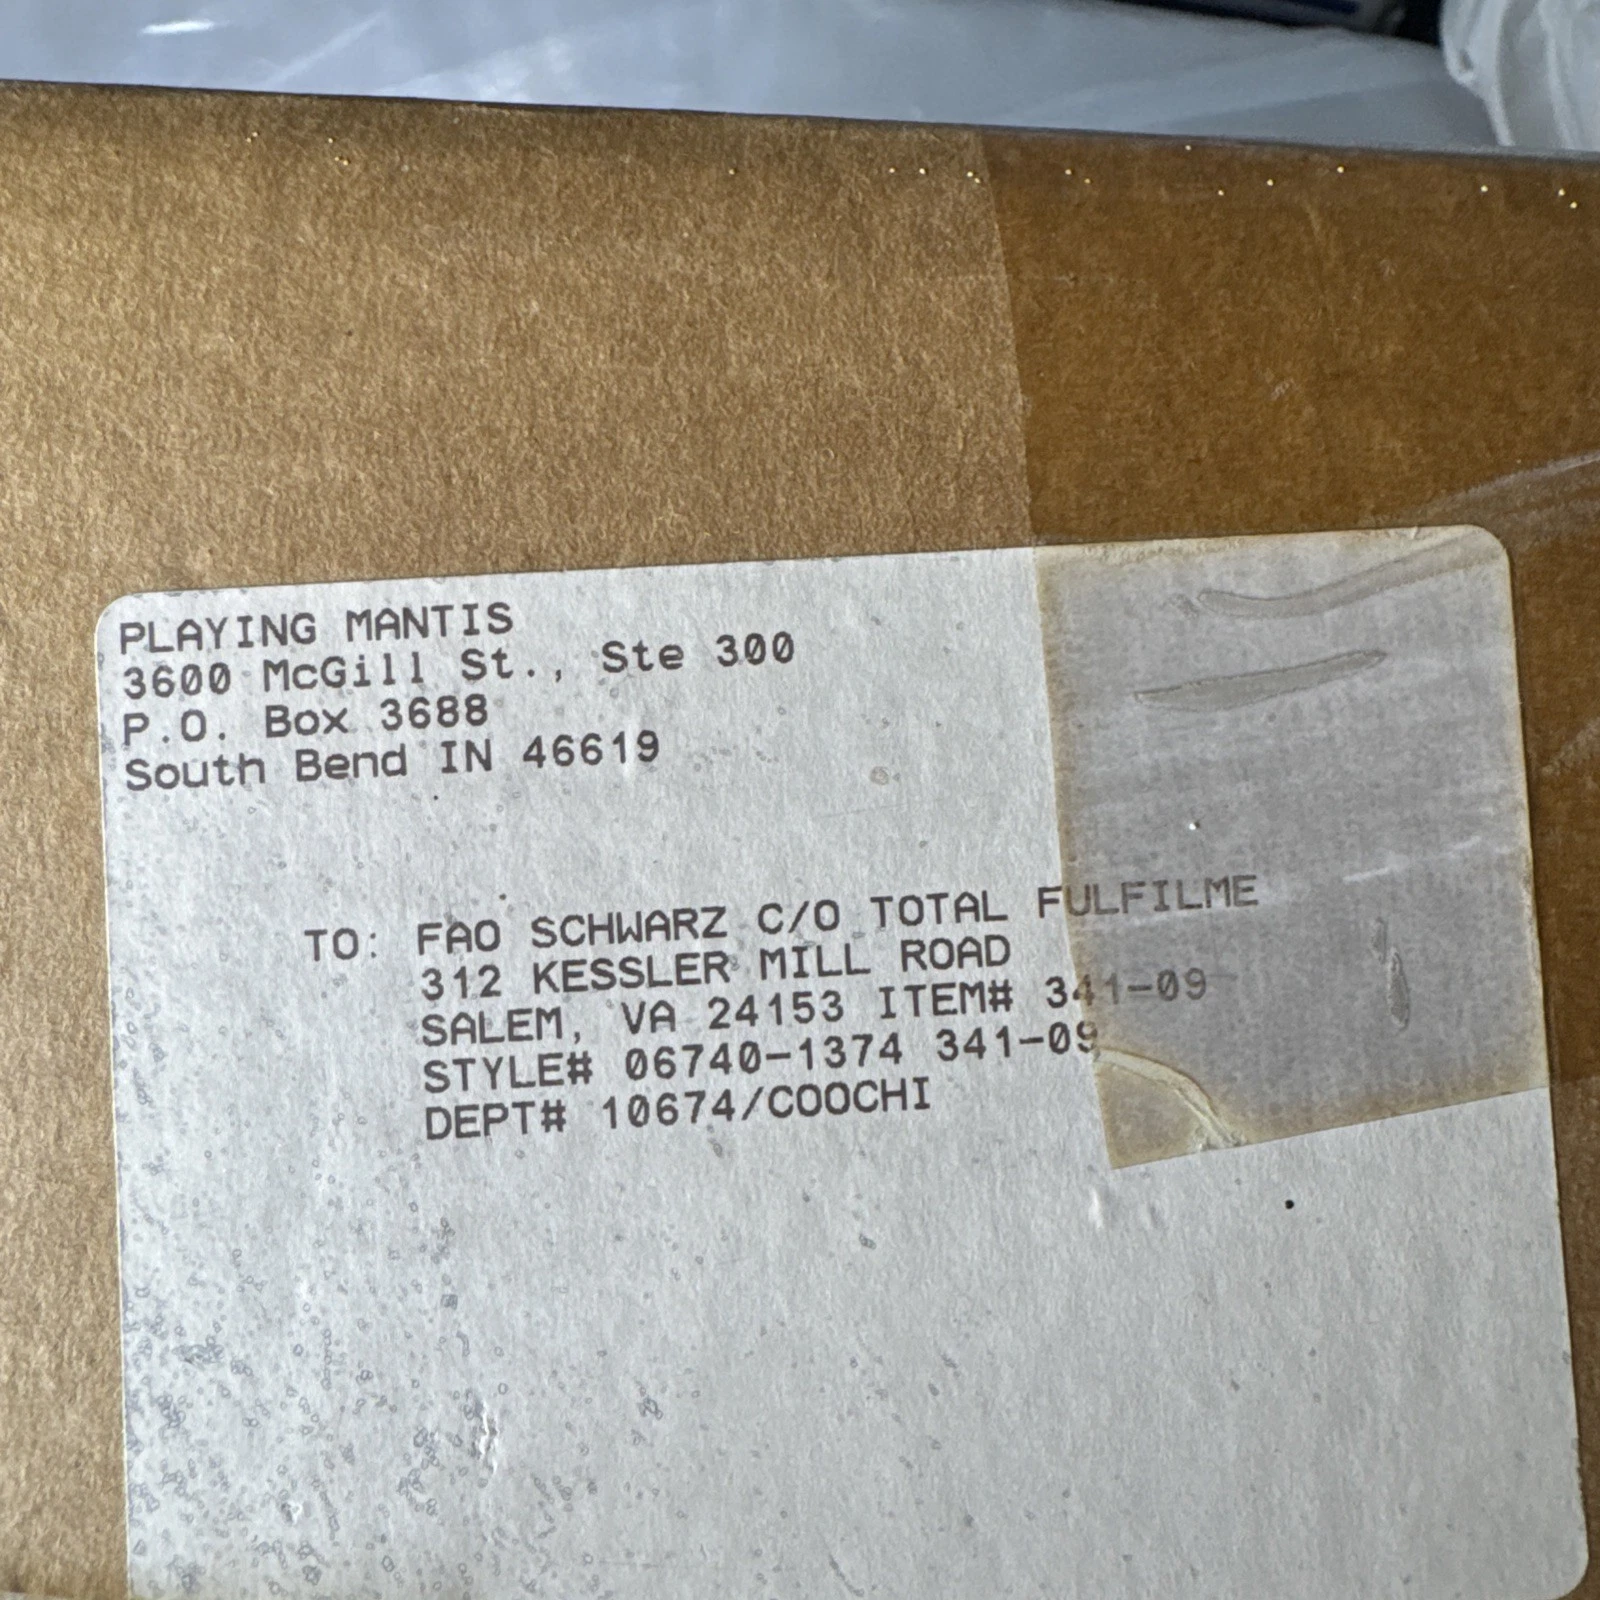 PLAYING MANTIS
3600 McGill St., Ste 300
P.O. Box 3688
South Bend IN 46619
TO: FAO SCHWARZ C/O TOTAL FULFILME
312 KESSLER MILL ROAD
SALEM, VA 24153 ITEM# 341-09
STYLE# 06740-1374 341-09
DEPT# 10674/COOCHI